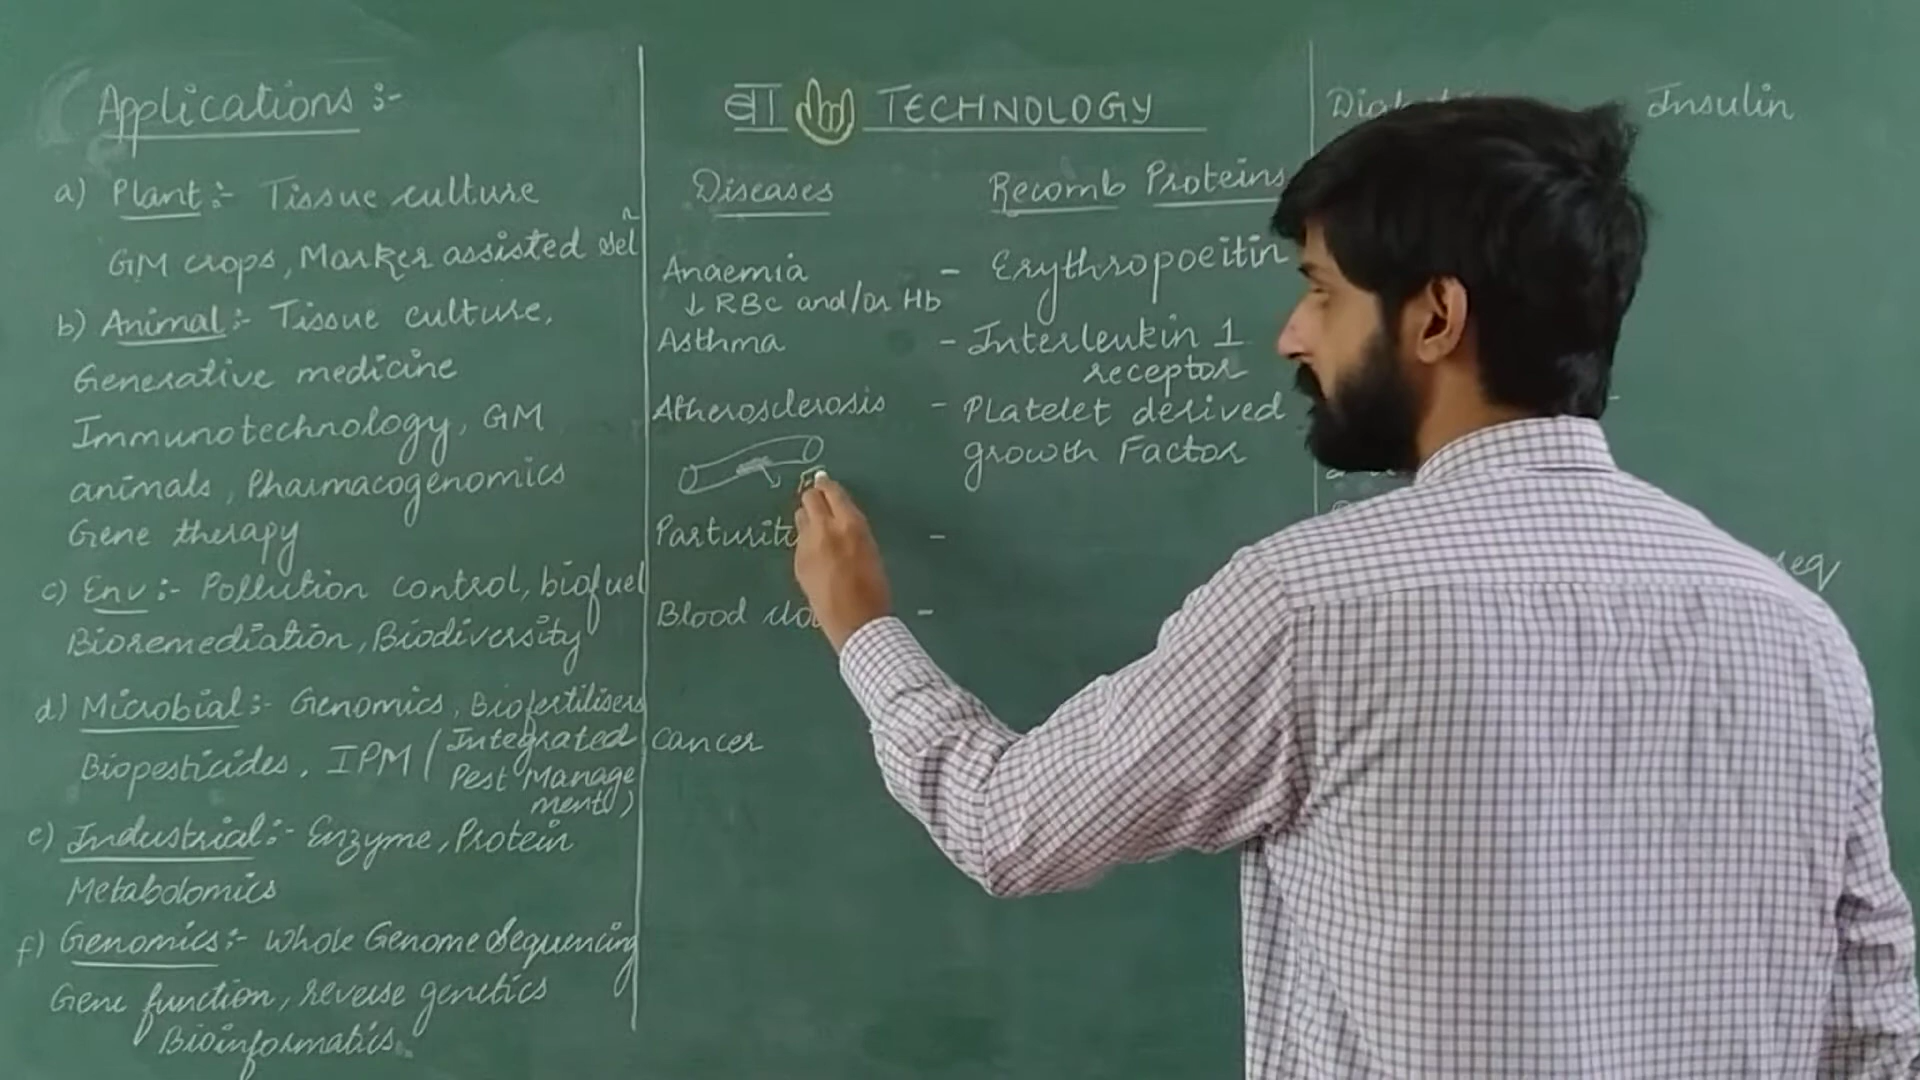 Applications :-
a) Plant :- Tissue culture
GM crops, Marker assisted selⁿ
b) Animal :- Tissue culture,
Generative medicine
Immunotechnology, GM
animals, Pharmacogenomics
Gene therapy
c) Env :- Pollution control, biofuel
Bioremediation, Biodiversity
d) Microbial :- Genomics, Biofertilisers
Biopesticides, IPM (Integrated
Pest Manage
ment)
e) Industrial :- Enzyme, Protein
Metabolomics
f) Genomics :- Whole Genome Sequencing
Gene function, reverse genetics
Bioinformatics
बा TECHNOLOGY
Diseases Recomb Proteins
Anaemia - Erythropoeitin
↓ RBC and/or Hb
Asthma - Interleukin 1
receptor
Atherosclerosis - Platelet derived
growth Factor
-
-
Blood
Cancer
Insulin